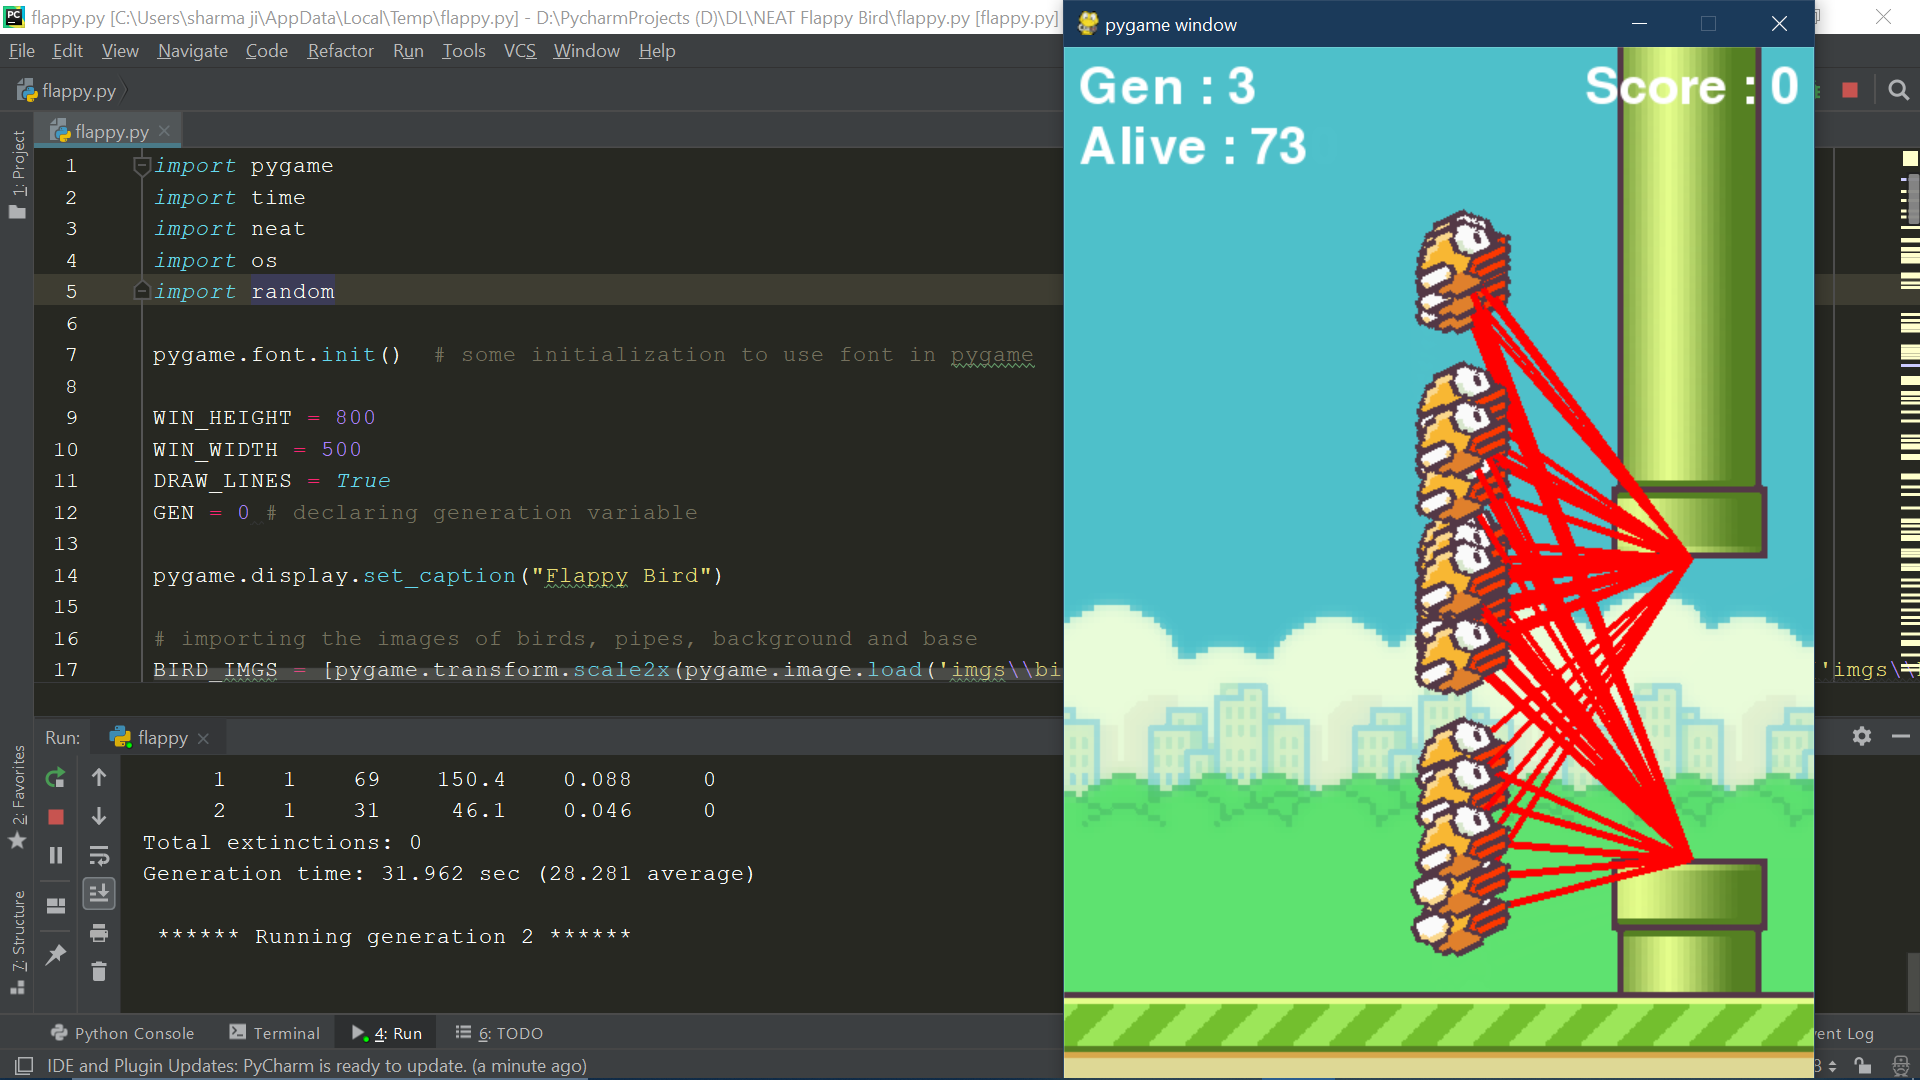 flappy.py [C:\Users\sharma ji\AppData\Local\Temp\flappy.py] - D:\PycharmProjects (D)\DL\NEAT Flappy Bird\flappy.py [flappy.py]
File Edit View Navigate Code Refactor Run Tools VCS Window Help
flappy.py
flappy.py
1: Project
1 import pygame
2 import time
3 import neat
4 import os
5 import random
6
7 pygame.font.init() # some initialization to use font in pygame
8
9 WIN_HEIGHT = 800
10 WIN_WIDTH = 500
11 DRAW_LINES = True
12 GEN = 0 # declaring generation variable
13
14 pygame.display.set_caption("Flappy Bird")
15
16 # importing the images of birds, pipes, background and base
17 BIRD_IMGS = [pygame.transform.scale2x(pygame.image.load('imgs\\bi
'imgs\\
pygame window
Gen : 3
Score : 0
Alive : 73
2: Favorites
7: Structure
Run: flappy
1 1 69 150.4 0.088 0
2 1 31 46.1 0.046 0
Total extinctions: 0
Generation time: 31.962 sec (28.281 average)
****** Running generation 2 ******
Python Console Terminal 4: Run 6: TODO
ent Log
IDE and Plugin Updates: PyCharm is ready to update. (a minute ago)